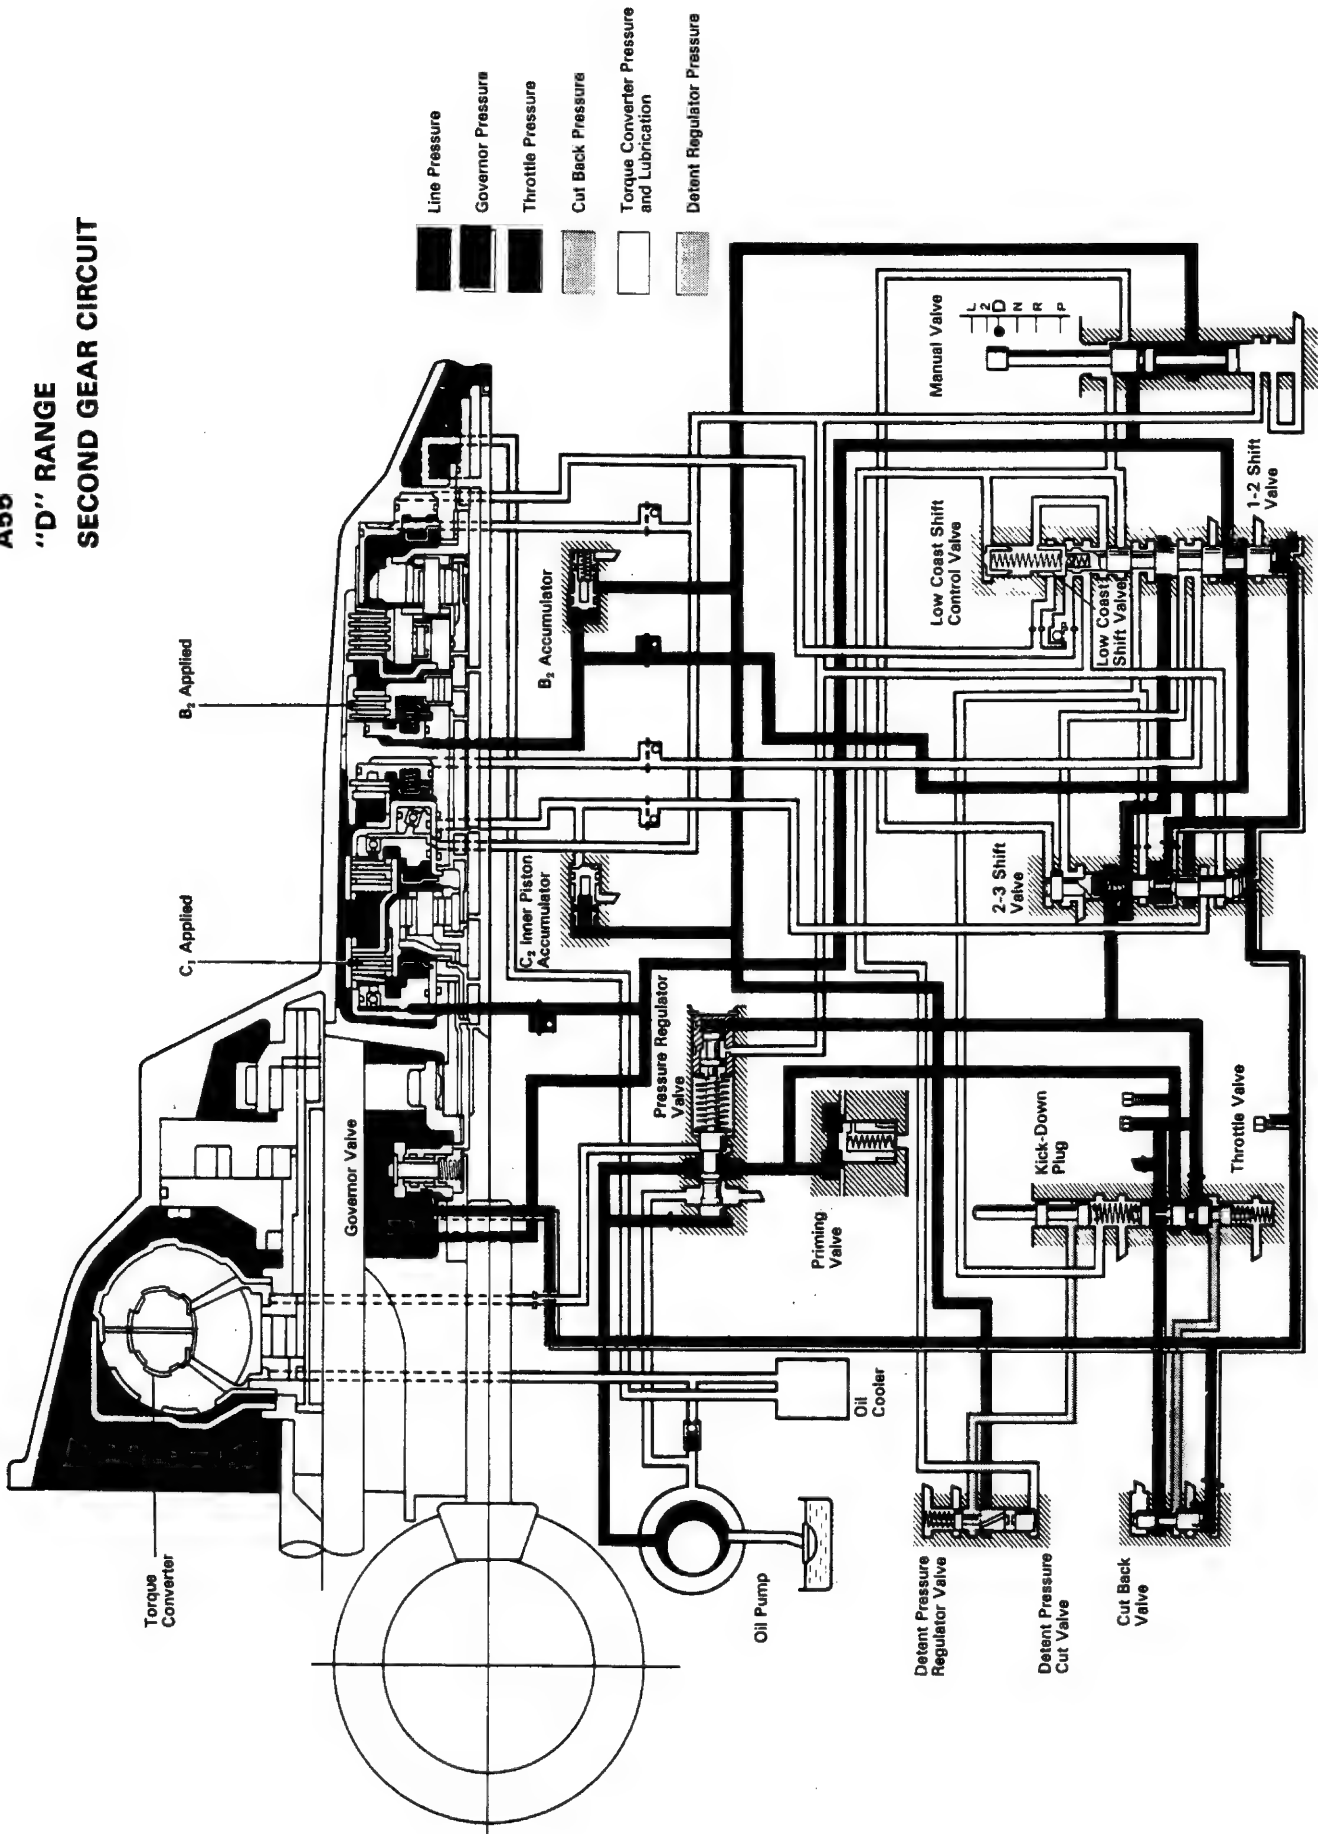 A55
"D" RANGE
SECOND GEAR CIRCUIT
Line Pressure
Governor Pressure
Throttle Pressure
Cut Back Pressure
Torque Converter Pressure
and Lubrication
Detent Regulator Pressure
Torque
Converter
C₁ Applied
B₂ Applied
Governor Valve
C₂ Inner Piston
Accumulator
B₂ Accumulator
Pressure Regulator
Valve
Priming
Valve
Oil Pump
Oil
Cooler
Manual Valve
L
2
D
N
R
P
Low Coast Shift
Control Valve
Low Coast
Shift Valve
1-2 Shift
Valve
2-3 Shift
Valve
Kick-Down
Plug
Throttle Valve
Detent Pressure
Regulator Valve
Detent Pressure
Cut Valve
Cut Back
Valve